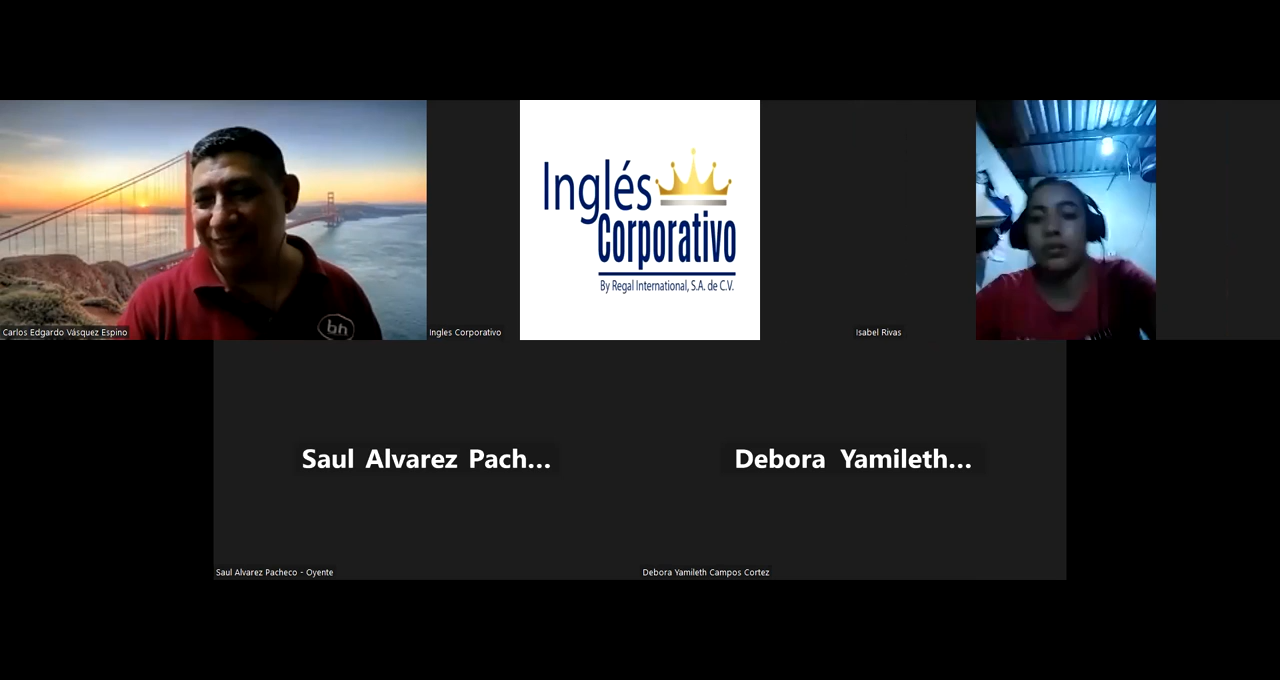 Inglés
Corporativo
By Regal International, S.A. de C.V.
bh
Carlos Edgardo Vásquez Espino
Ingles Corporativo
Isabel Rivas
Saul Alvarez Pach...
Debora Yamileth...
Saul Alvarez Pacheco - Oyente
Debora Yamileth Campos Cortez